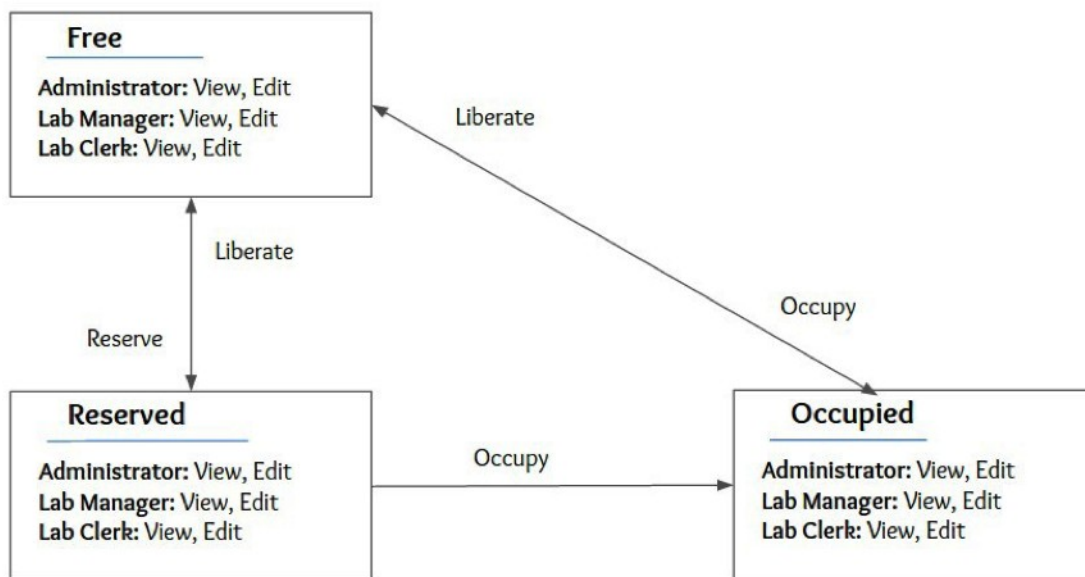 Free
Administrator: View, Edit
Lab Manager: View, Edit
Lab Clerk: View, Edit
Liberate
Liberate
Occupy
Reserve
Reserved
Administrator: View, Edit
Lab Manager: View, Edit
Lab Clerk: View, Edit
Occupy
Occupied
Administrator: View, Edit
Lab Manager: View, Edit
Lab Clerk: View, Edit